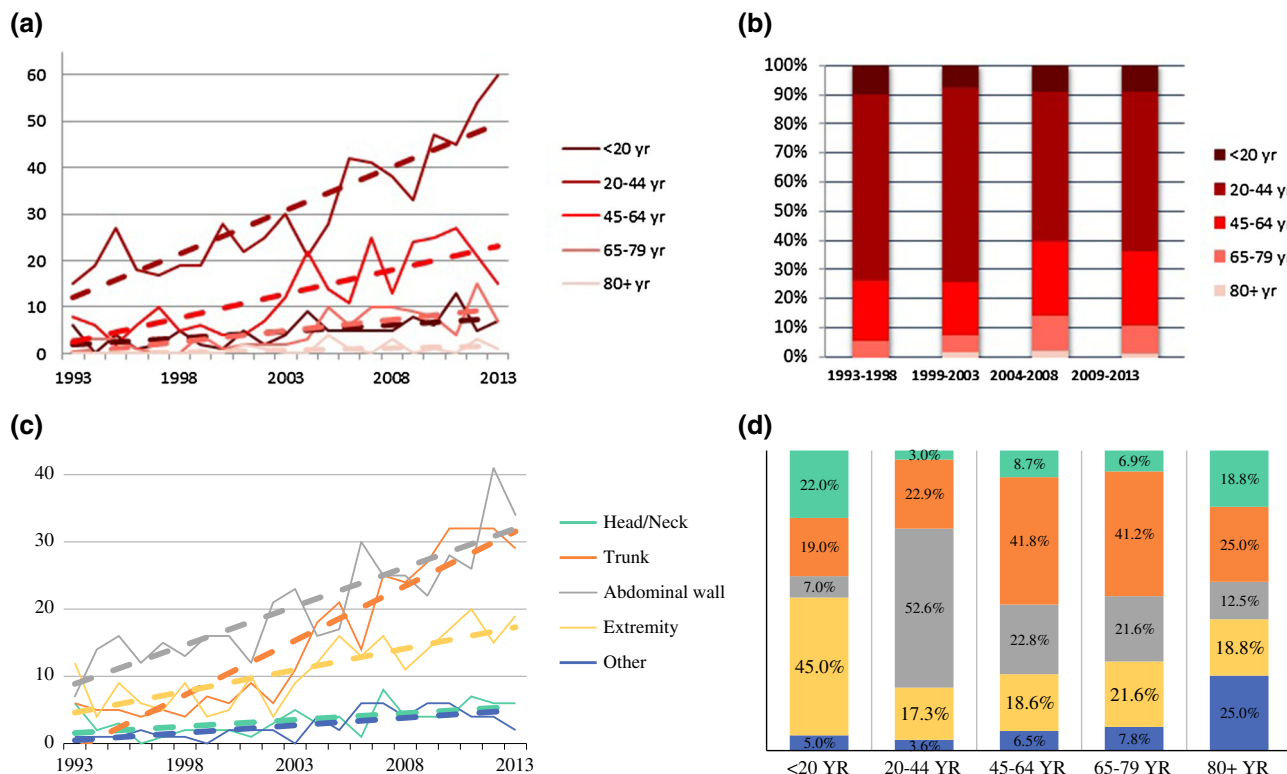 (a)
60
50
40
30
20
10
0
1993 1998 2003 2008 2013
<20 yr
20-44 yr
45-64 yr
65-79 yr
80+ yr
(b)
100%
90%
80%
70%
60%
50%
40%
30%
20%
10%
0%
1993-1998 1999-2003 2004-2008 2009-2013
<20 yr
20-44 yr
45-64 yr
65-79 yr
80+ yr
(c)
40
30
20
10
0
1993 1998 2003 2008 2013
Head/Neck
Trunk
Abdominal wall
Extremity
Other
(d)
22.0% 3.0% 8.7% 6.9% 18.8%
19.0% 22.9% 41.8% 41.2% 25.0%
7.0% 52.6% 22.8% 21.6% 12.5%
45.0% 17.3% 18.6% 21.6% 18.8%
5.0% 3.6% 6.5% 7.8% 25.0%
<20 YR 20-44 YR 45-64 YR 65-79 YR 80+ YR